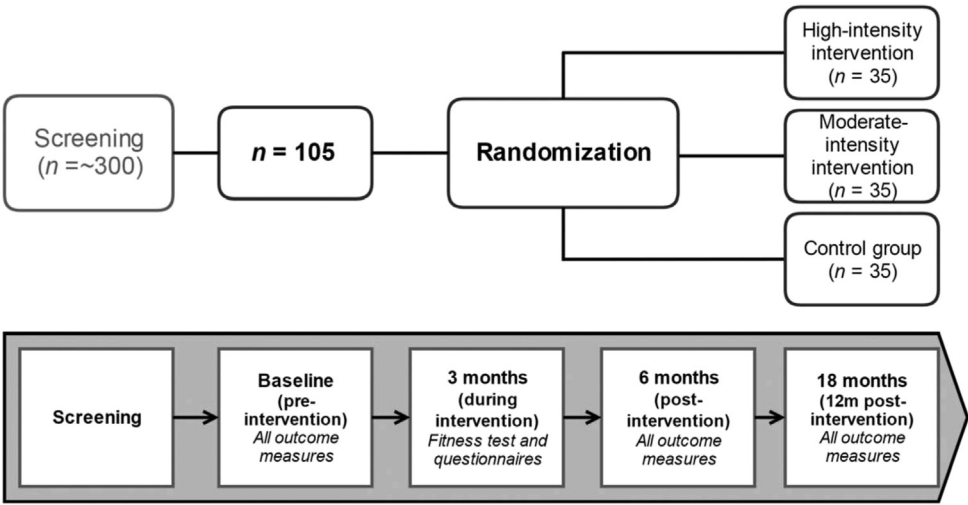 Screening
(n =~300)
n = 105
Randomization
High-intensity
intervention
(n = 35)
Moderate-
intensity
intervention
(n = 35)
Control group
(n = 35)
Screening
Baseline
(pre-
intervention)
All outcome
measures
3 months
(during
intervention)
Fitness test and
questionnaires
6 months
(post-
intervention)
All outcome
measures
18 months
(12m post-
intervention)
All outcome
measures